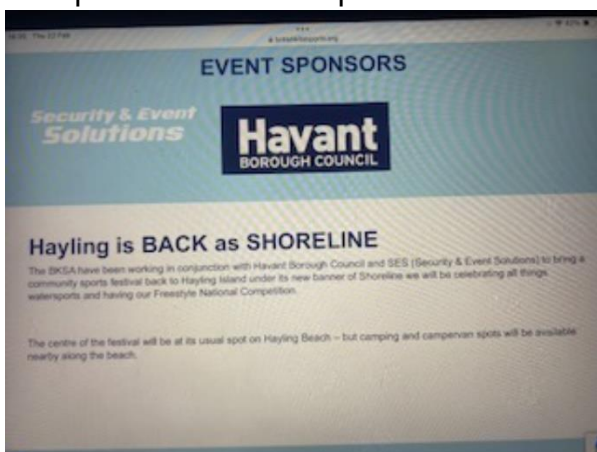 Thu 22 Feb
EVENT SPONSORS
Security & Event
Solutions
Havant
BOROUGH COUNCIL
Hayling is BACK as SHORELINE
The BKSA have been working in conjunction with Havant Borough Council and SES (Security & Event Solutions) to bring a
community sports festival back to Hayling Island under its new banner of Shoreline we will be celebrating all things
watersports and having our Freestyle National Competition.
The centre of the festival will be at its usual spot on Hayling Beach – but camping and campervan spots will be available
nearby along the beach.